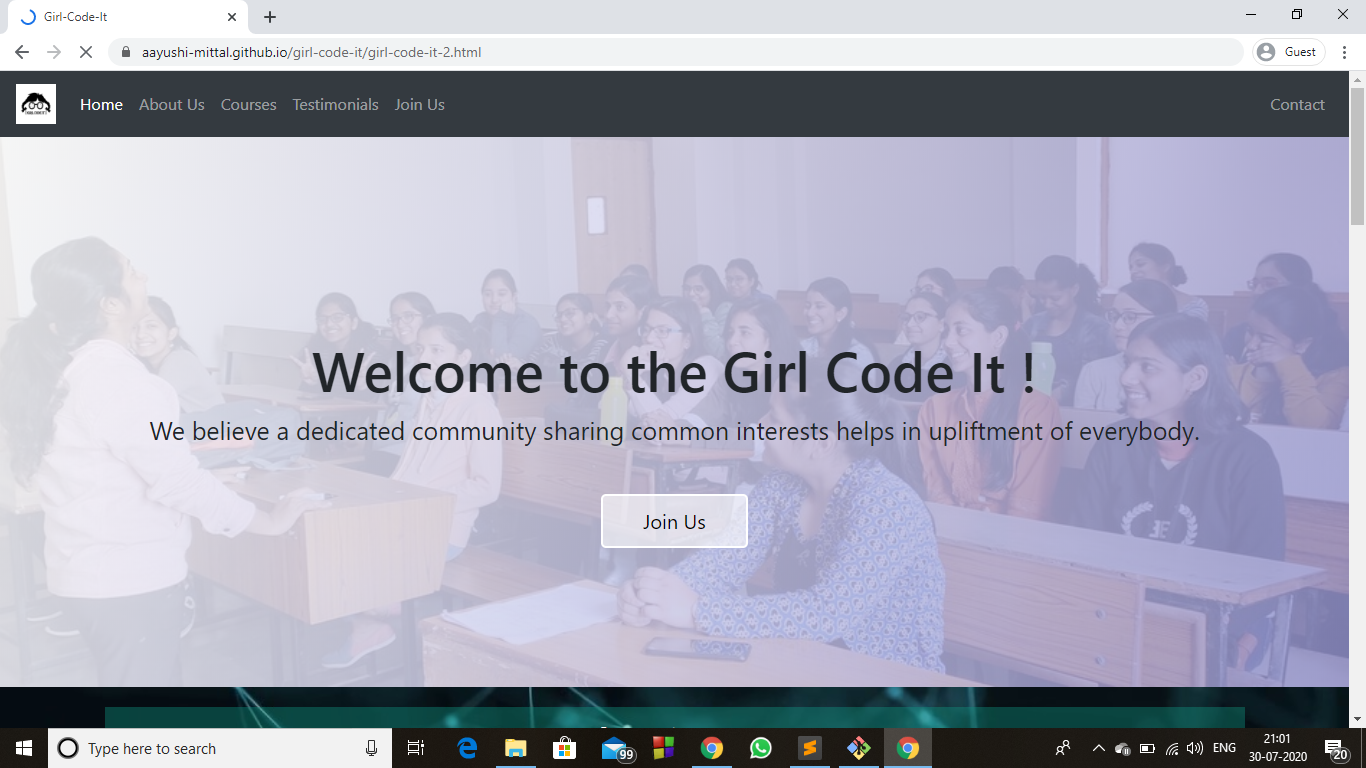 Girl-Code-It
aayushi-mittal.github.io/girl-code-it/girl-code-it-2.html
Guest
Home About Us Courses Testimonials Join Us Contact
Welcome to the Girl Code It !
We believe a dedicated community sharing common interests helps in upliftment of everybody.
Join Us
Type here to search
99
ENG
21:01
30-07-2020
20